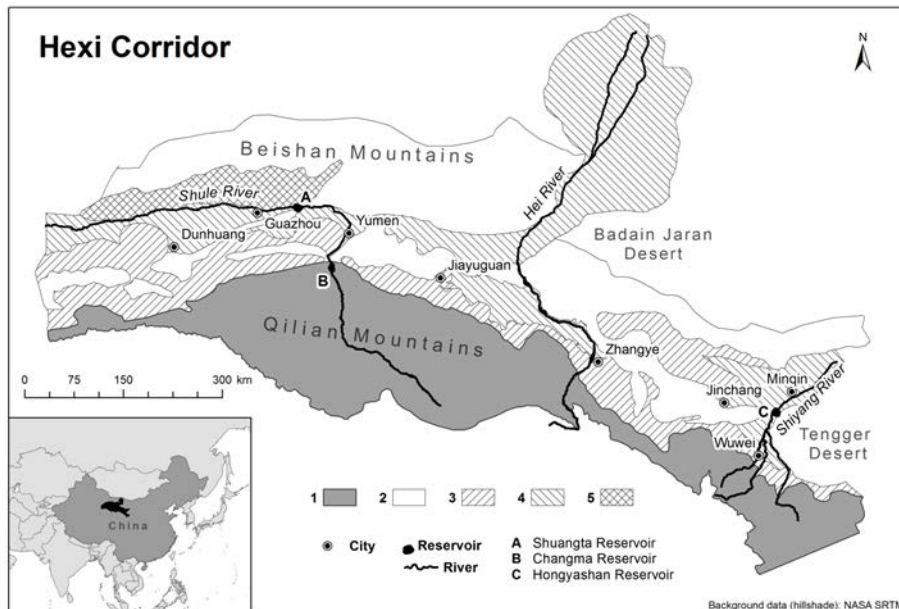 Hexi Corridor
N
Beishan Mountains
Shule River
A
Guazhou
Yumen
Dunhuang
Hei River
Badain Jaran
Desert
Jiayuguan
B
Qilian Mountains
Zhangye
0 75 150 300 km
Minqin
Jinchang
C
Shiyang River
Wuwei
Tengger
Desert
China
1 2 3 4 5
City Reservoir A Shuangta Reservoir
River B Changma Reservoir
C Hongyashan Reservoir
Background data (hillshade): NASA SRTM